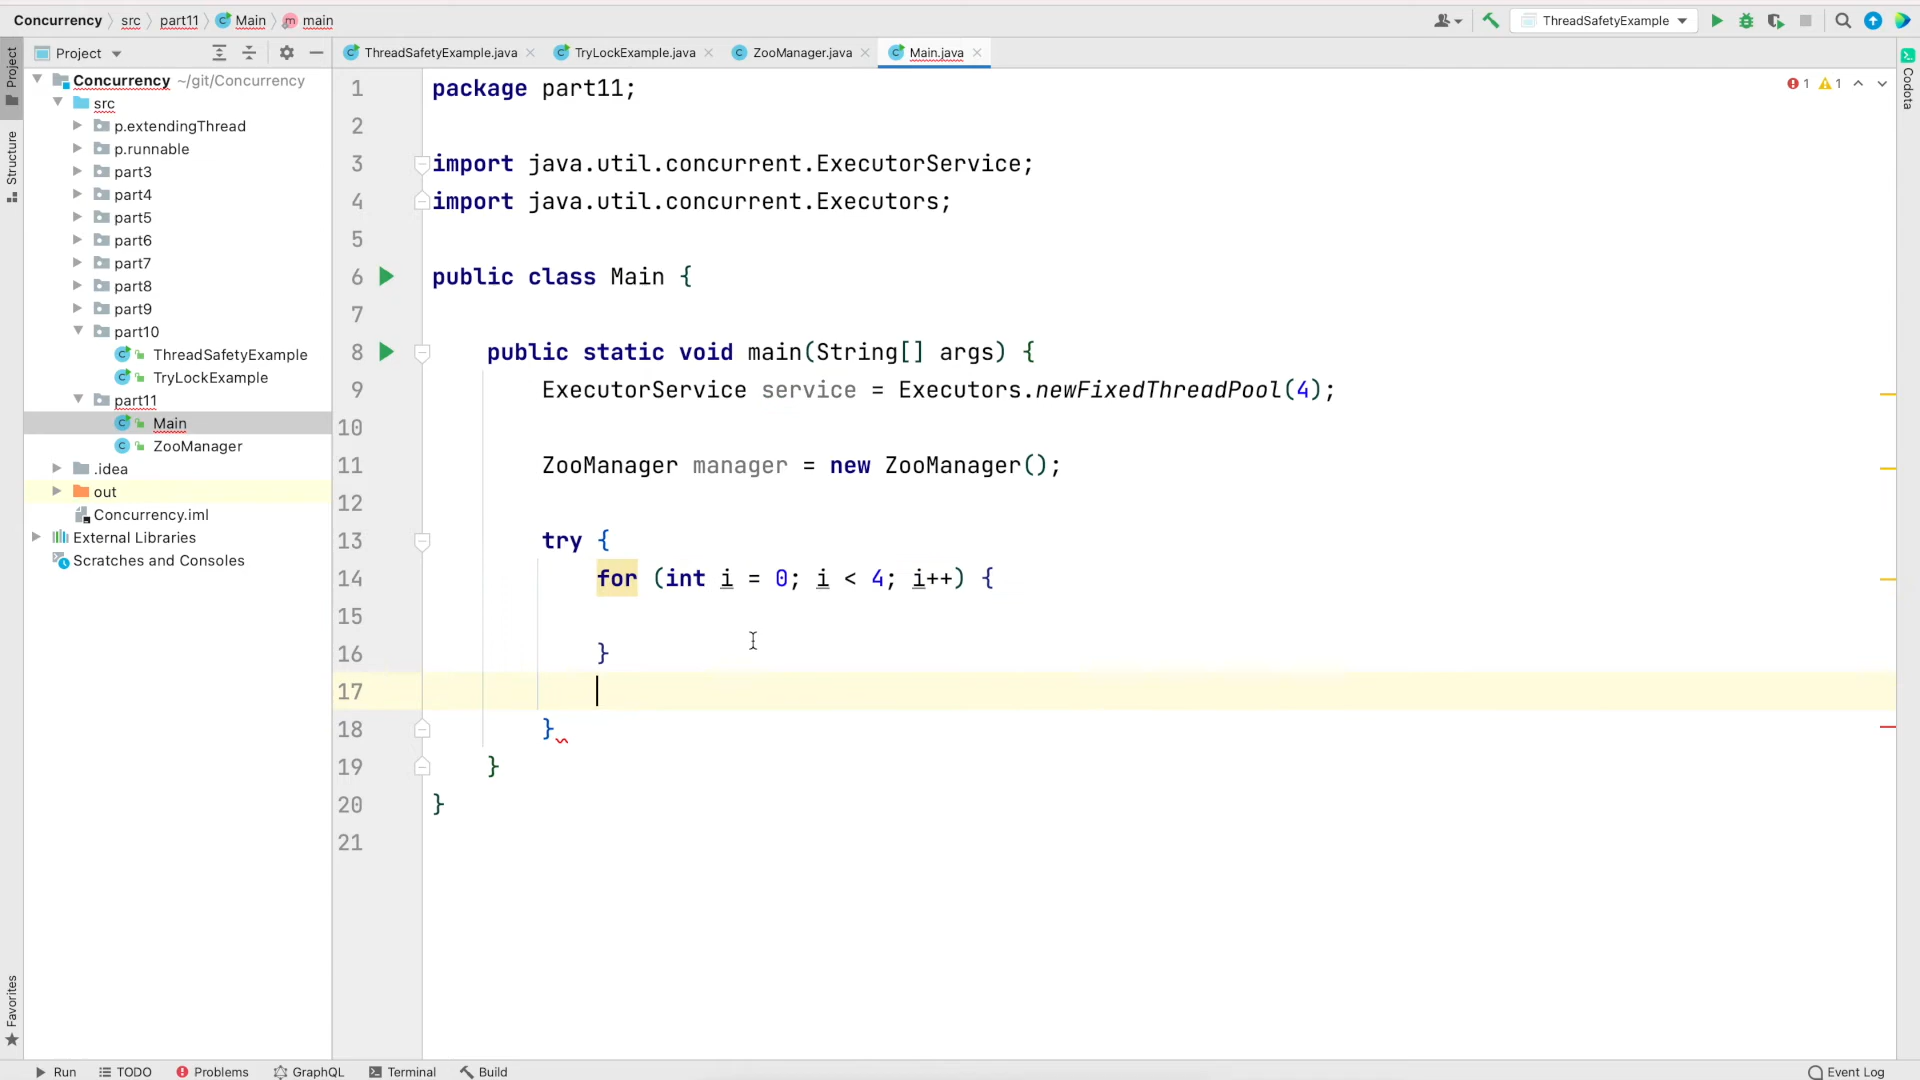 Concurrency src part11 Main main ThreadSafetyExample
Project ThreadSafetyExample.java TryLockExample.java ZooManager.java Main.java
Project
Structure
Favorites
Codota
Concurrency ~/git/Concurrency
src
p.extendingThread
p.runnable
part3
part4
part5
part6
part7
part8
part9
part10
ThreadSafetyExample
TryLockExample
part11
Main
ZooManager
.idea
out
Concurrency.iml
External Libraries
Scratches and Consoles
1 1
1 package part11;
2
3 import java.util.concurrent.ExecutorService;
4 import java.util.concurrent.Executors;
5
6 public class Main {
7
8 public static void main(String[] args) {
9 ExecutorService service = Executors.newFixedThreadPool(4);
10
11 ZooManager manager = new ZooManager();
12
13 try {
14 for (int i = 0; i < 4; i++) {
15
16 }
17
18 }
19 }
20 }
21
Run TODO Problems GraphQL Terminal Build Event Log